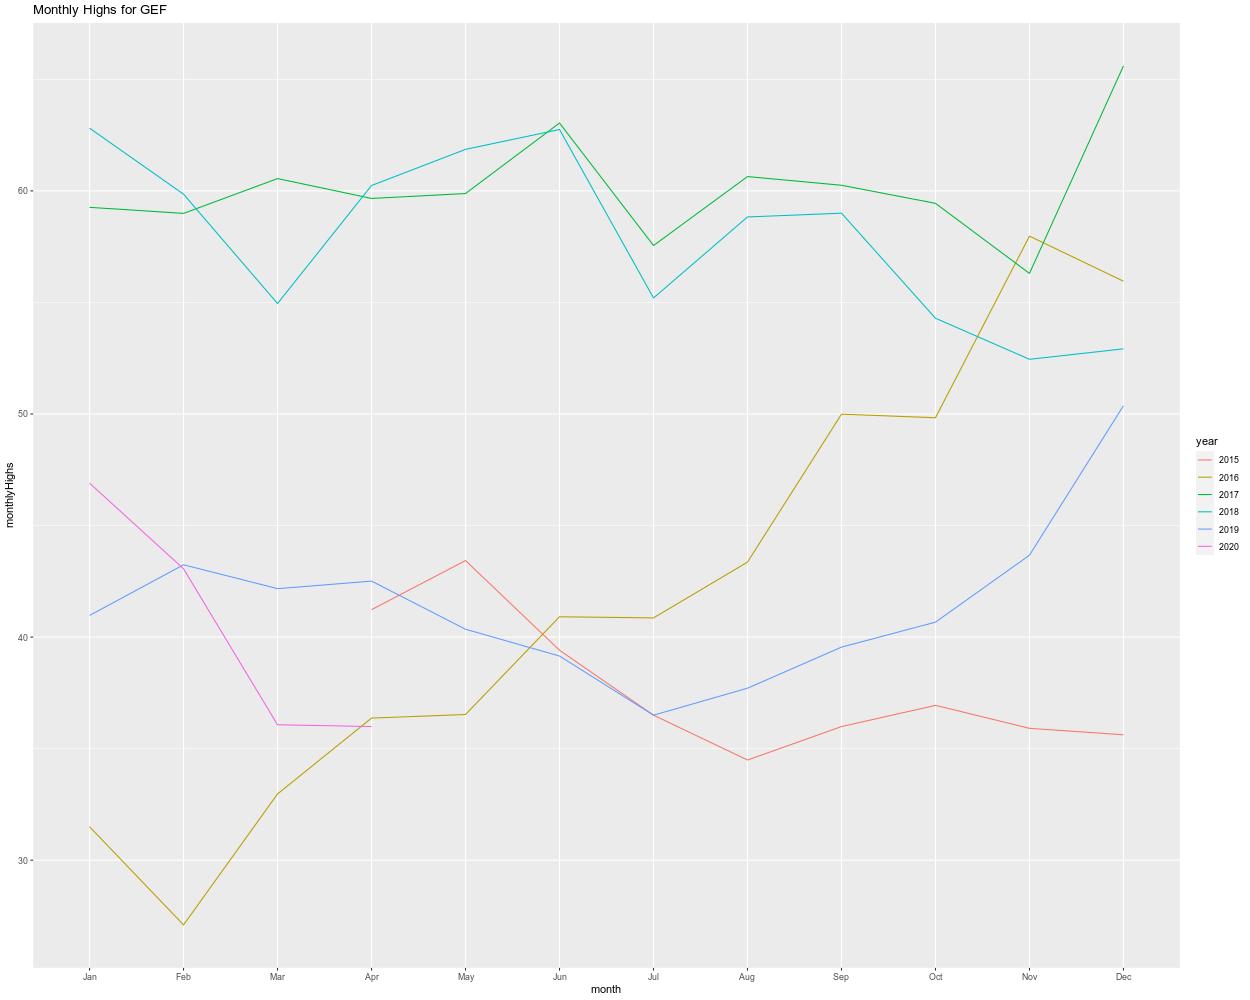 Monthly Highs for GEF
60
50
40
30
monthlyHighs
Jan Feb Mar Apr May Jun Jul Aug Sep Oct Nov Dec
month
year
2015
2016
2017
2018
2019
2020